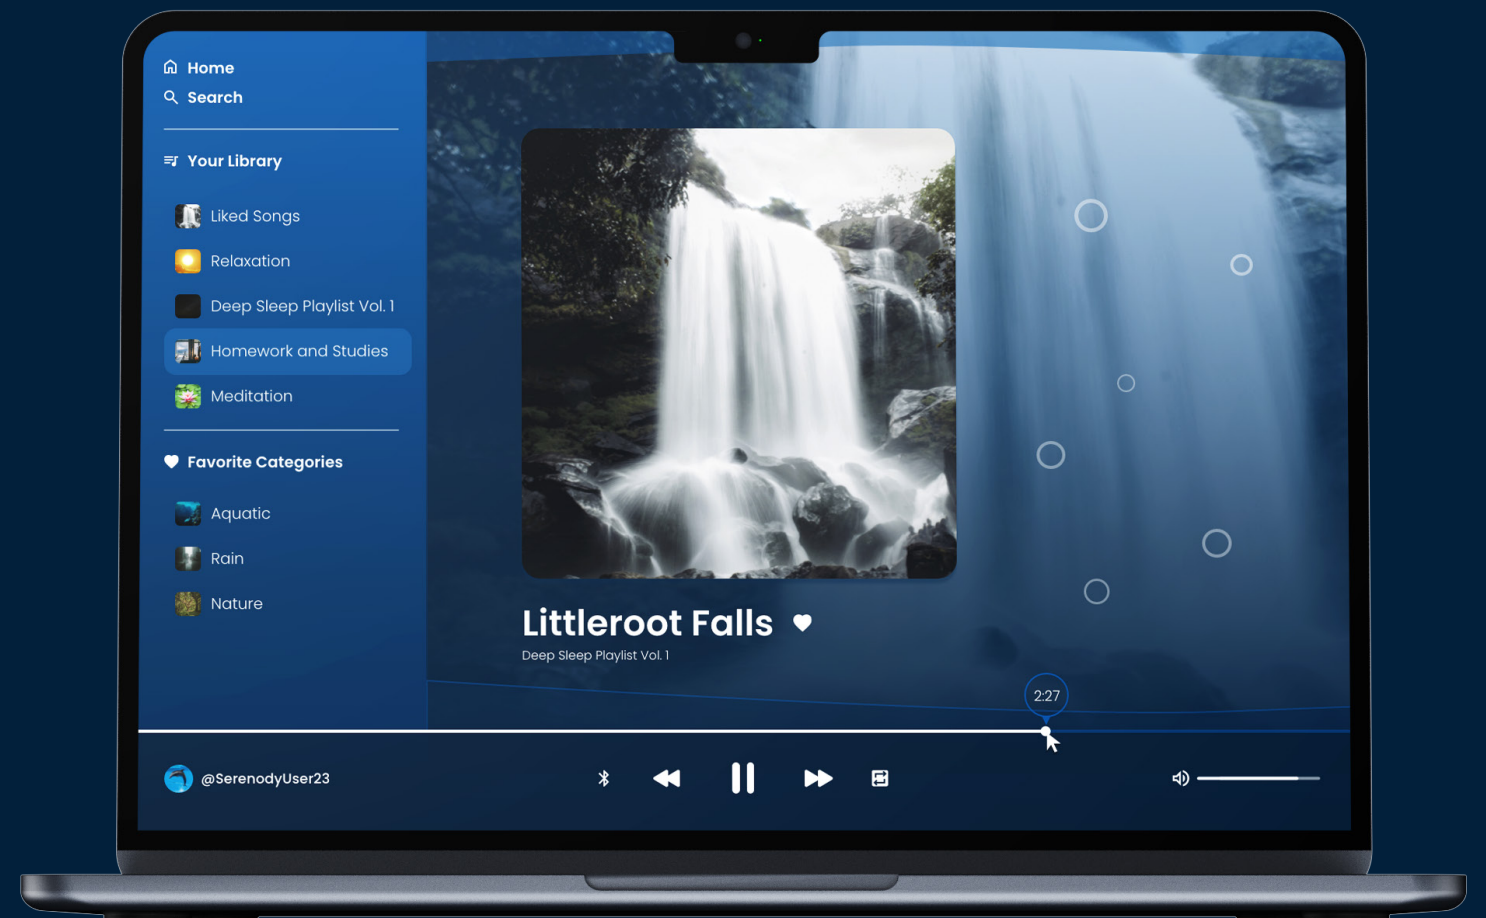 Home
Search
Your Library
Liked Songs
Relaxation
Deep Sleep Playlist Vol. 1
Homework and Studies
Meditation
Favorite Categories
Aquatic
Rain
Nature
Littleroot Falls
Deep Sleep Playlist Vol. 1
2:27
@SerenodyUser23